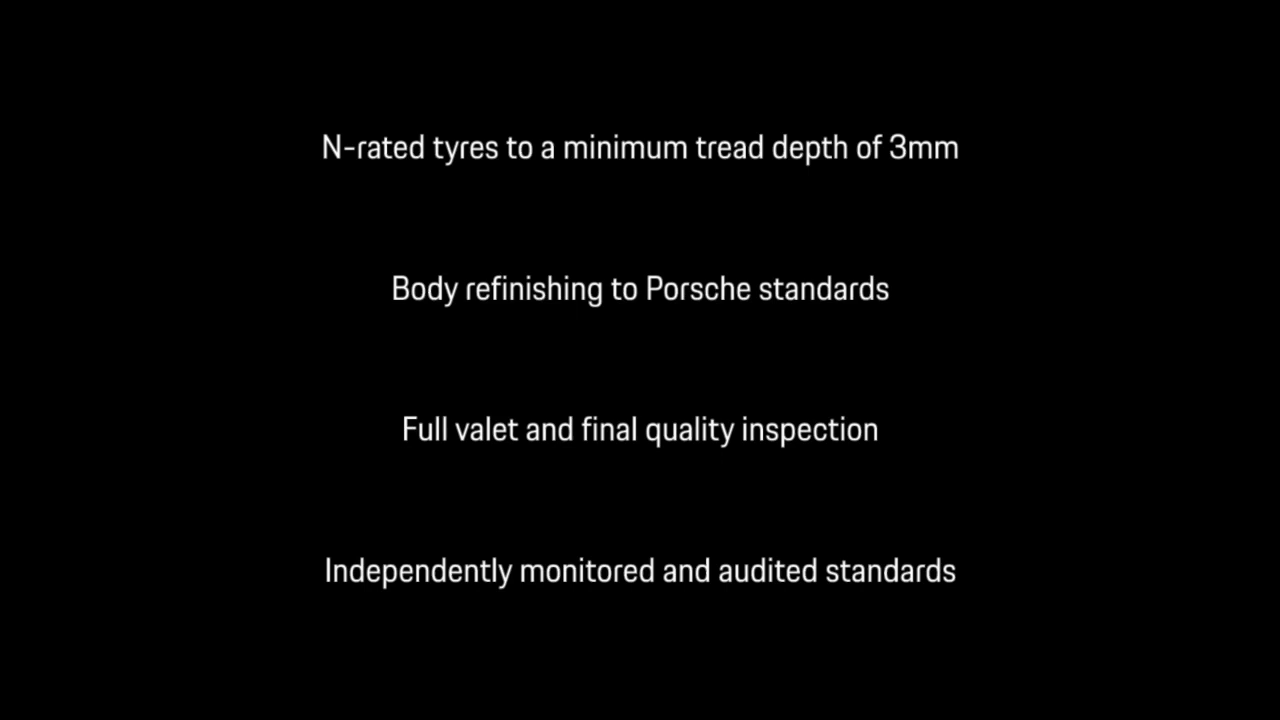 N-rated tyres to a minimum tread depth of 3mm
Body refinishing to Porsche standards
Full valet and final quality inspection
Independently monitored and audited standards